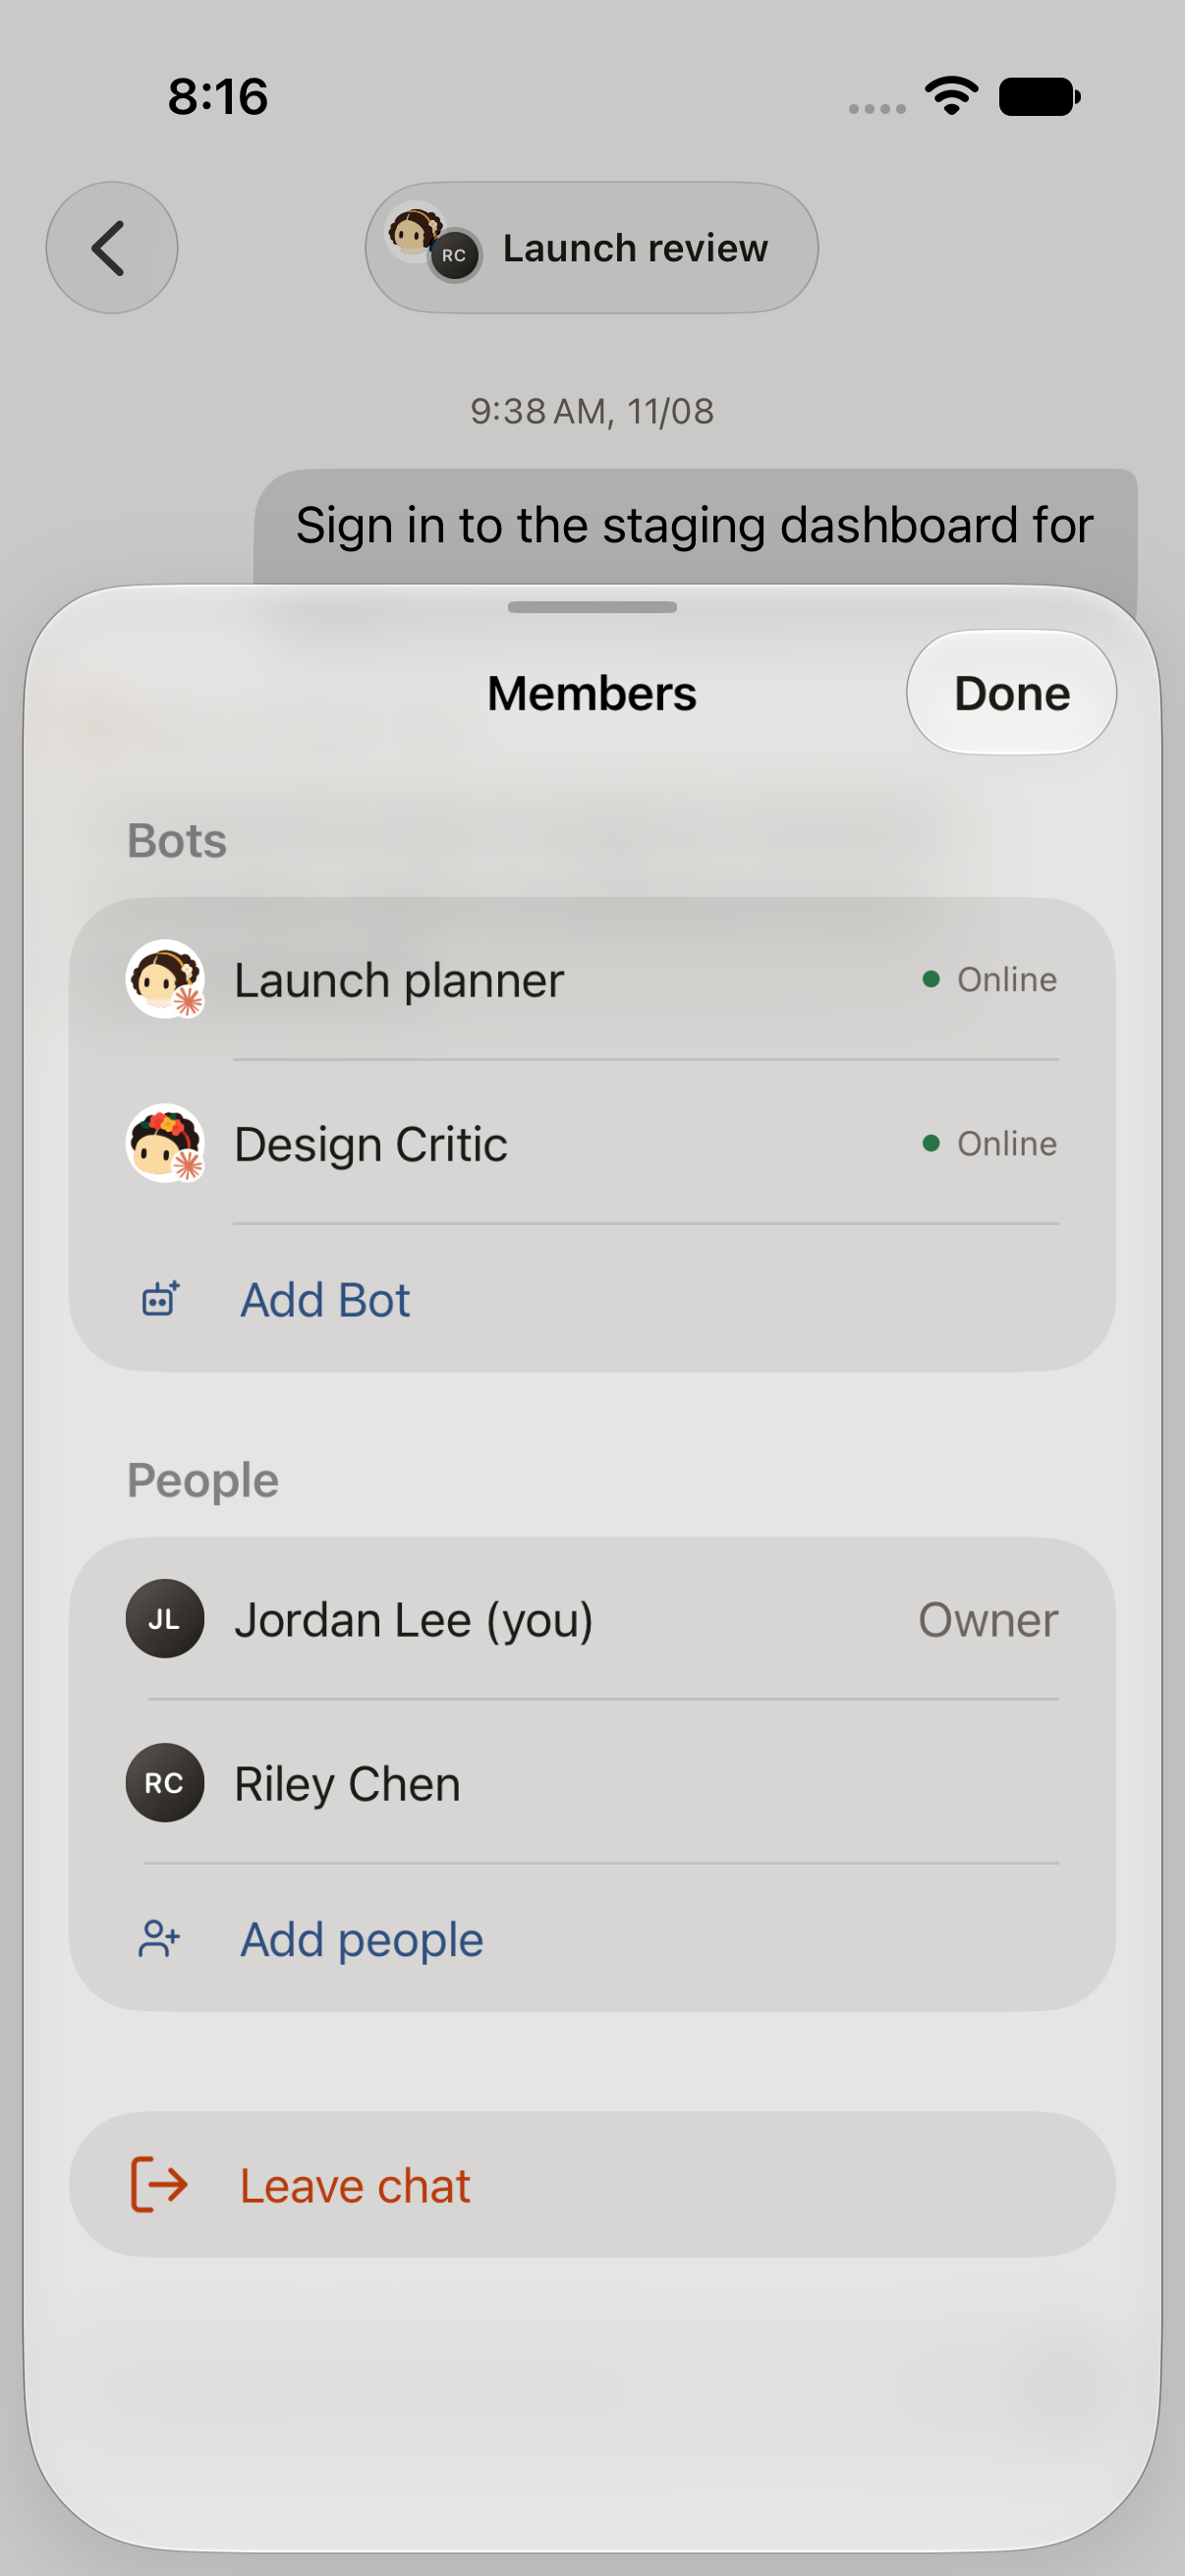 8:16
RC
Launch review
9:38 AM, 11/08
Sign in to the staging dashboard for
Members
Done
Bots
Launch planner
Online
Design Critic
Online
Add Bot
People
JL
Jordan Lee (you)
Owner
RC
Riley Chen
Add people
Leave chat